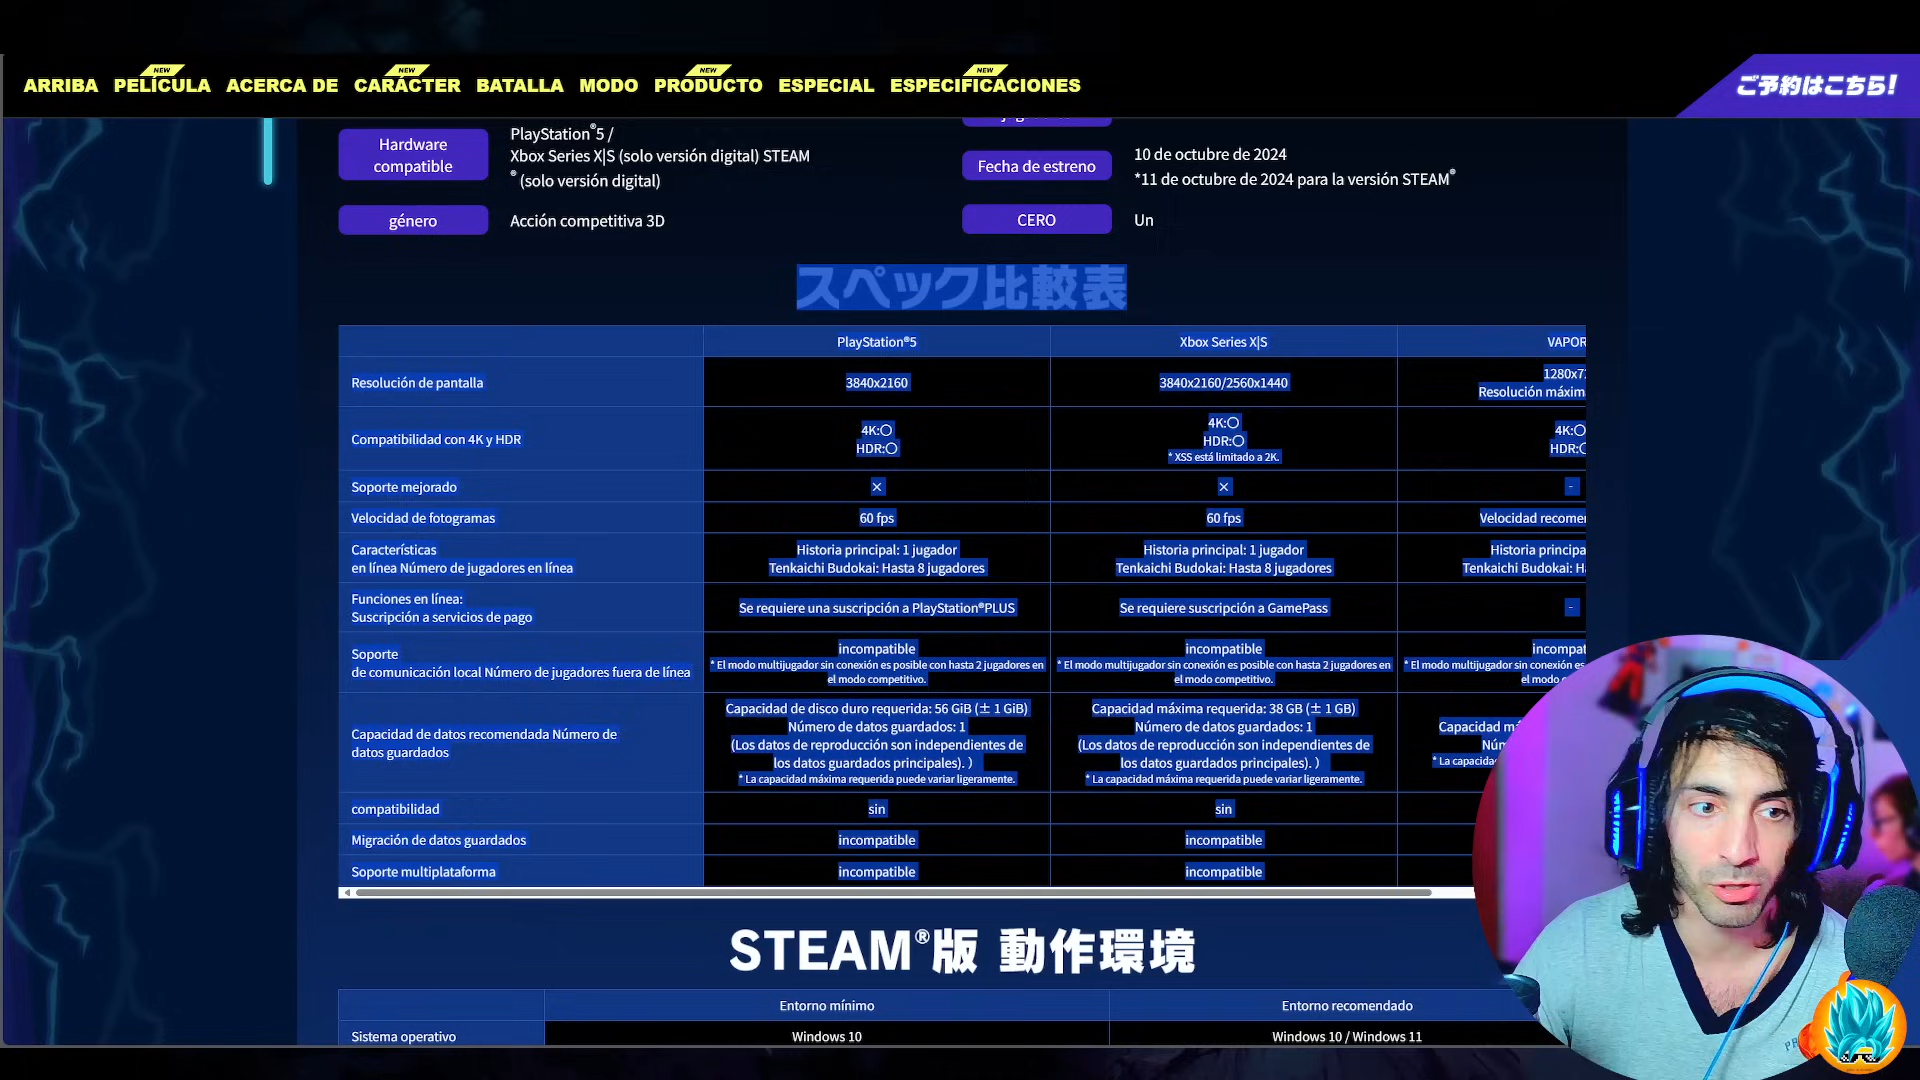 ARRIBA PELÍCULA ACERCA DE CARÁCTER BATALLA MODO PRODUCTO ESPECIAL ESPECIFICACIONES
NEW NEW NEW NEW
ご予約はこちら!
Hardware
compatible
PlayStation®5 /
Xbox Series X|S (solo versión digital) STEAM
® (solo versión digital)
Fecha de estreno
10 de octubre de 2024
*11 de octubre de 2024 para la versión STEAM®
género
Acción competitiva 3D
CERO
Un
スペック比較表
PlayStation®5
Xbox Series X|S
VAPOR
Resolución de pantalla
3840x2160
3840x2160/2560x1440
1280x7
Resolución máxim
Compatibilidad con 4K y HDR
4K:○
HDR:○
4K:○
HDR:○
* XSS está limitado a 2K.
4K:○
HDR:
Soporte mejorado
×
×
-
Velocidad de fotogramas
60 fps
60 fps
Velocidad recomen
Características
en línea Número de jugadores en línea
Historia principal: 1 jugador
Tenkaichi Budokai: Hasta 8 jugadores
Historia principal: 1 jugador
Tenkaichi Budokai: Hasta 8 jugadores
Historia principa
Tenkaichi Budokai: H
Funciones en línea:
Suscripción a servicios de pago
Se requiere una suscripción a PlayStation®PLUS
Se requiere suscripción a GamePass
-
Soporte
de comunicación local Número de jugadores fuera de línea
incompatible
* El modo multijugador sin conexión es posible con hasta 2 jugadores en
el modo competitivo.
incompatible
* El modo multijugador sin conexión es posible con hasta 2 jugadores en
el modo competitivo.
incompat
* El modo multijugador sin conexión es
el modo
Capacidad de datos recomendada Número de
datos guardados
Capacidad de disco duro requerida: 56 GiB (± 1 GiB)
Número de datos guardados: 1
(Los datos de reproducción son independientes de
los datos guardados principales). )
* La capacidad máxima requerida puede variar ligeramente.
Capacidad máxima requerida: 38 GB (± 1 GB)
Número de datos guardados: 1
(Los datos de reproducción son independientes de
los datos guardados principales). )
* La capacidad máxima requerida puede variar ligeramente.
Capacidad má
Núm
* La capacidad
compatibilidad
sin
sin
Migración de datos guardados
incompatible
incompatible
Soporte multiplataforma
incompatible
incompatible
STEAM®版 動作環境
Entorno mínimo
Entorno recomendado
Sistema operativo
Windows 10
Windows 10 / Windows 11